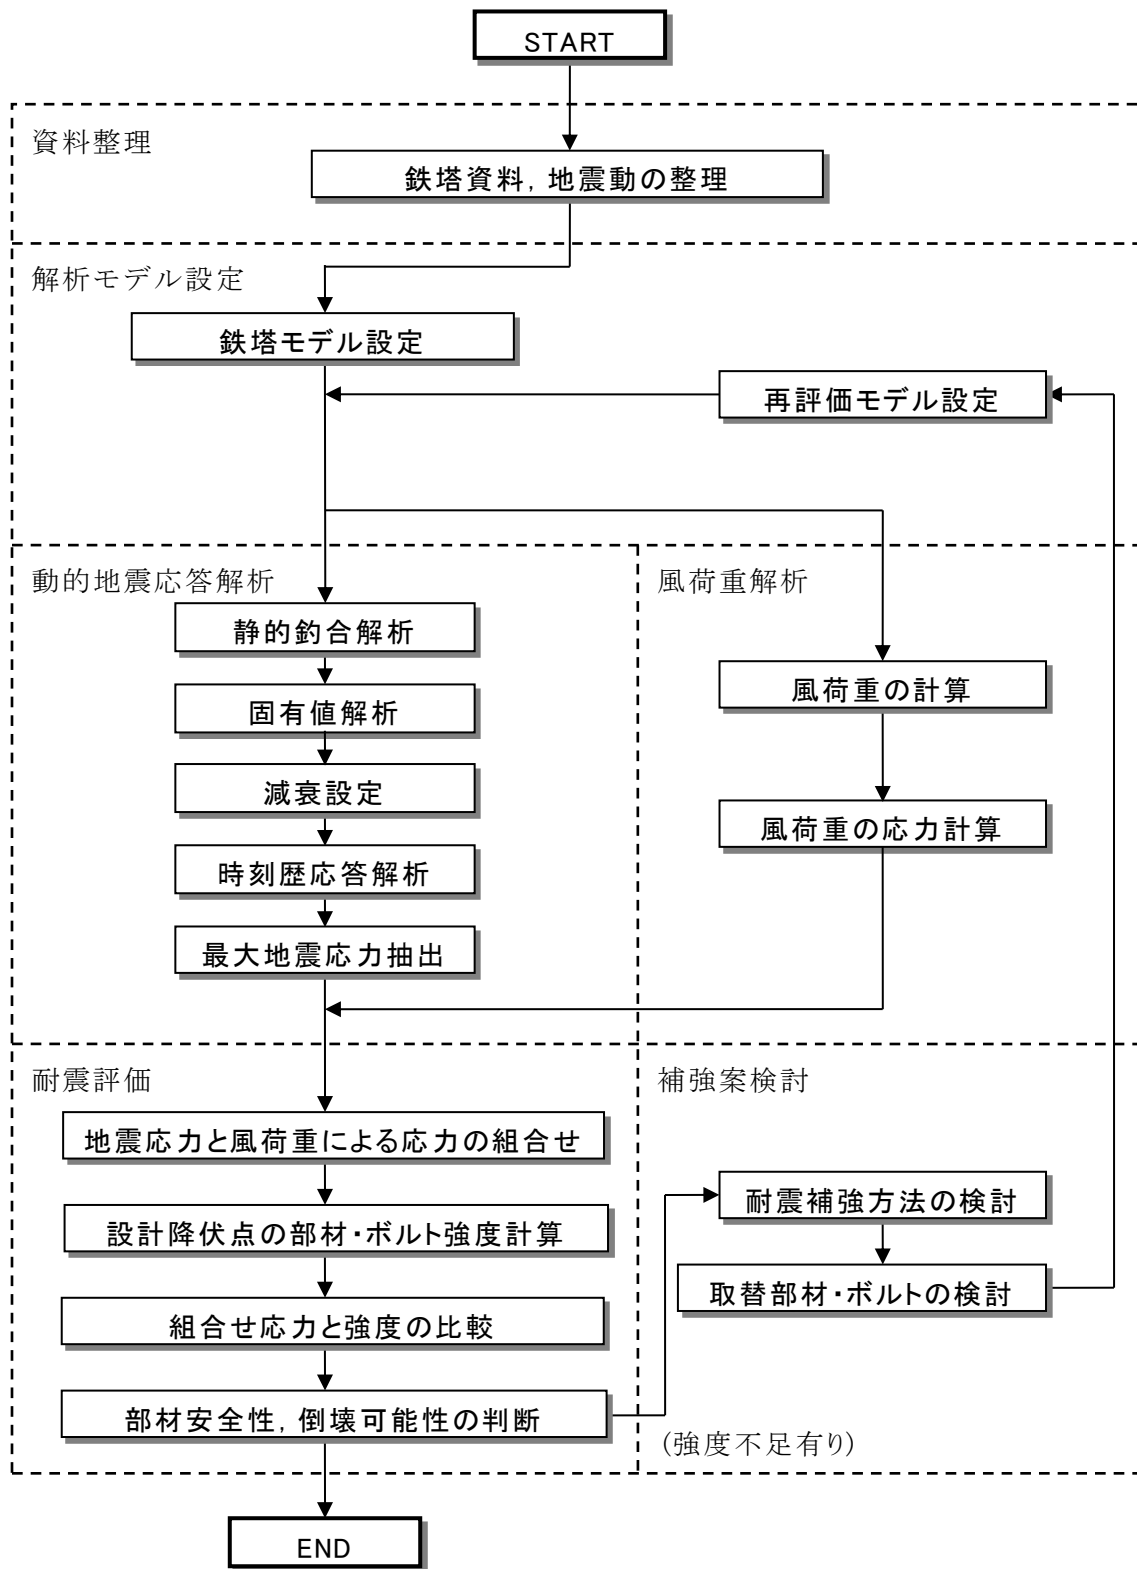 START
資料整理
鉄塔資料，地震動の整理
解析モデル設定
鉄塔モデル設定
再評価モデル設定
動的地震応答解析
静的釣合解析
固有値解析
減衰設定
時刻歴応答解析
最大地震応力抽出
風荷重解析
風荷重の計算
風荷重の応力計算
耐震評価
地震応力と風荷重による応力の組合せ
設計降伏点の部材・ボルト強度計算
組合せ応力と強度の比較
部材安全性，倒壊可能性の判断
補強案検討
耐震補強方法の検討
取替部材・ボルトの検討
(強度不足有り)
END